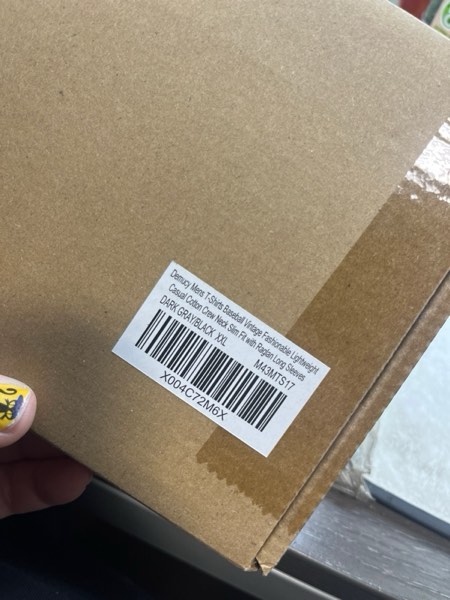 Demucy Mens T-Shirts Baseball Vintage Fashionable Lightweight
Casual Cotton Crew Neck Slim Fit with Raglan Long Sleeves
DARK GRAY/BLACK XXL
M43MTS17
X004C72M6X